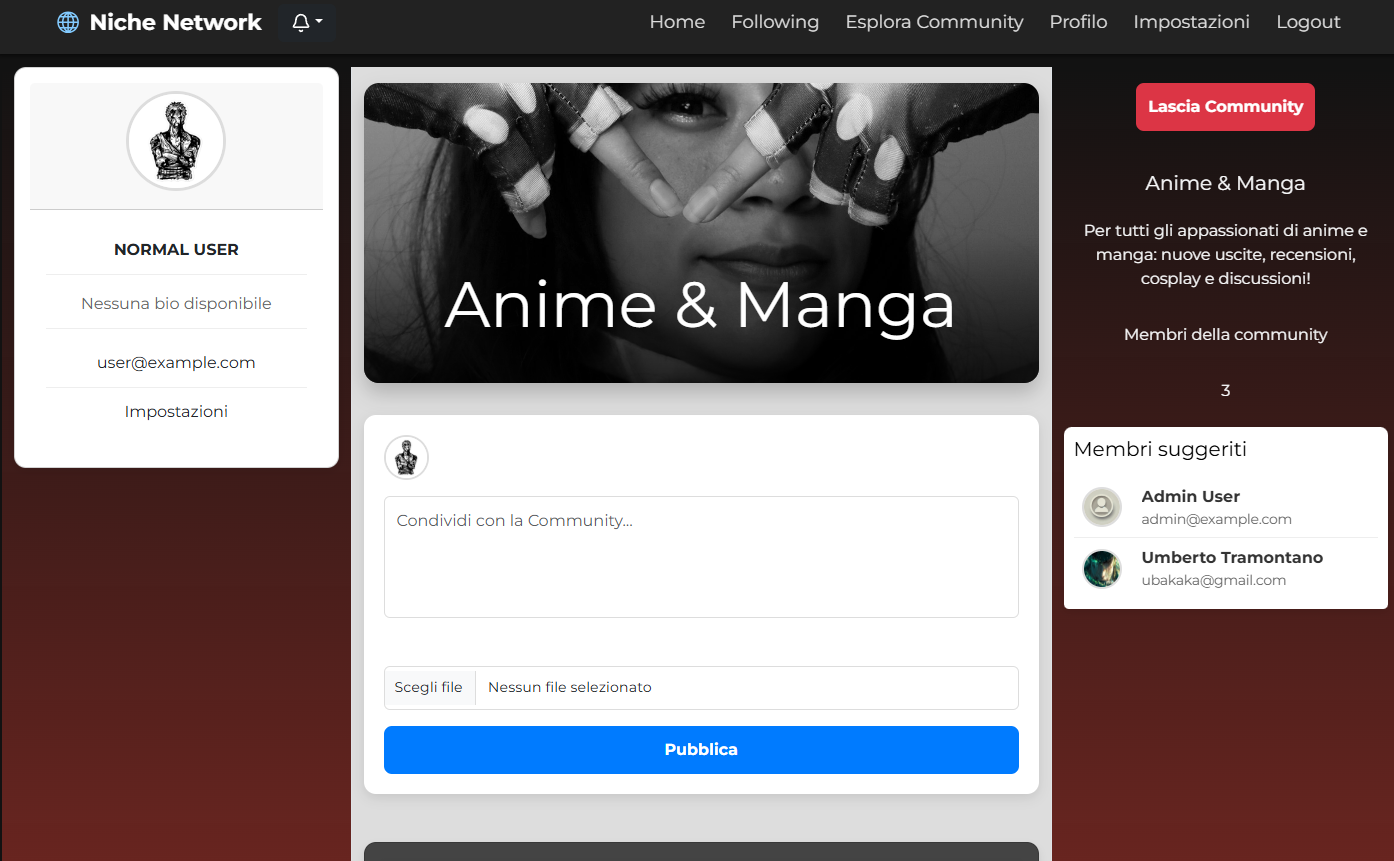 Niche Network
Home Following Esplora Community Profilo Impostazioni Logout
NORMAL USER
Nessuna bio disponibile
user@example.com
Impostazioni
Anime & Manga
Condividi con la Community...
Scegli file Nessun file selezionato
Pubblica
Lascia Community
Anime & Manga
Per tutti gli appassionati di anime e
manga: nuove uscite, recensioni,
cosplay e discussioni!
Membri della community
3
Membri suggeriti
Admin User
admin@example.com
Umberto Tramontano
ubakaka@gmail.com